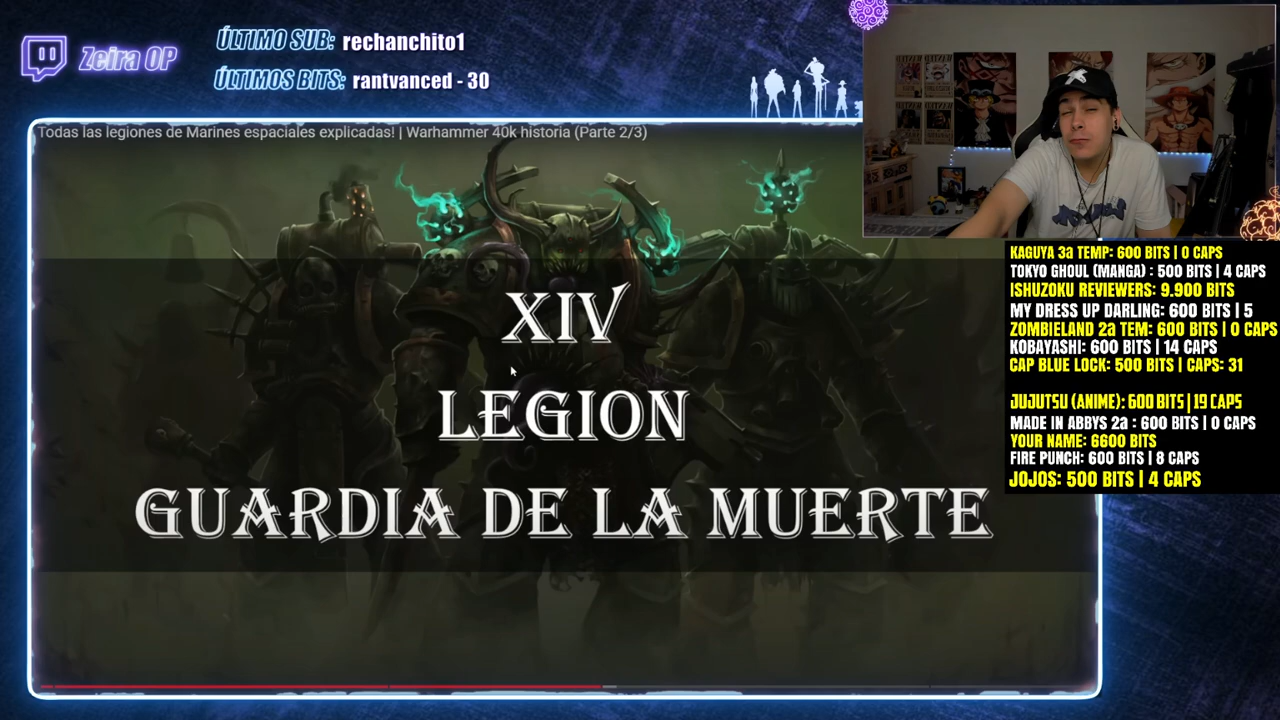 Zeira OP
ÚLTIMO SUB: rechanchito1
ÚLTIMOS BITS: rantvanced - 30
Todas las legiones de Marines espaciales explicadas! | Warhammer 40k historia (Parte 2/3)
XIV
LEGION
GUARDIA DE LA MUERTE
KAGUYA 3a TEMP: 600 BITS | 0 CAPS
TOKYO GHOUL (MANGA) : 500 BITS | 4 CAPS
ISHUZOKU REVIEWERS: 9.900 BITS
MY DRESS UP DARLING: 600 BITS | 5
ZOMBIELAND 2a TEM: 600 BITS | 0 CAPS
KOBAYASHI: 600 BITS | 14 CAPS
CAP BLUE LOCK: 500 BITS | CAPS: 31
JUJUTSU (ANIME): 600 BITS | 19 CAPS
MADE IN ABBYS 2a : 600 BITS | 0 CAPS
YOUR NAME: 6600 BITS
FIRE PUNCH: 600 BITS | 8 CAPS
JOJOS: 500 BITS | 4 CAPS